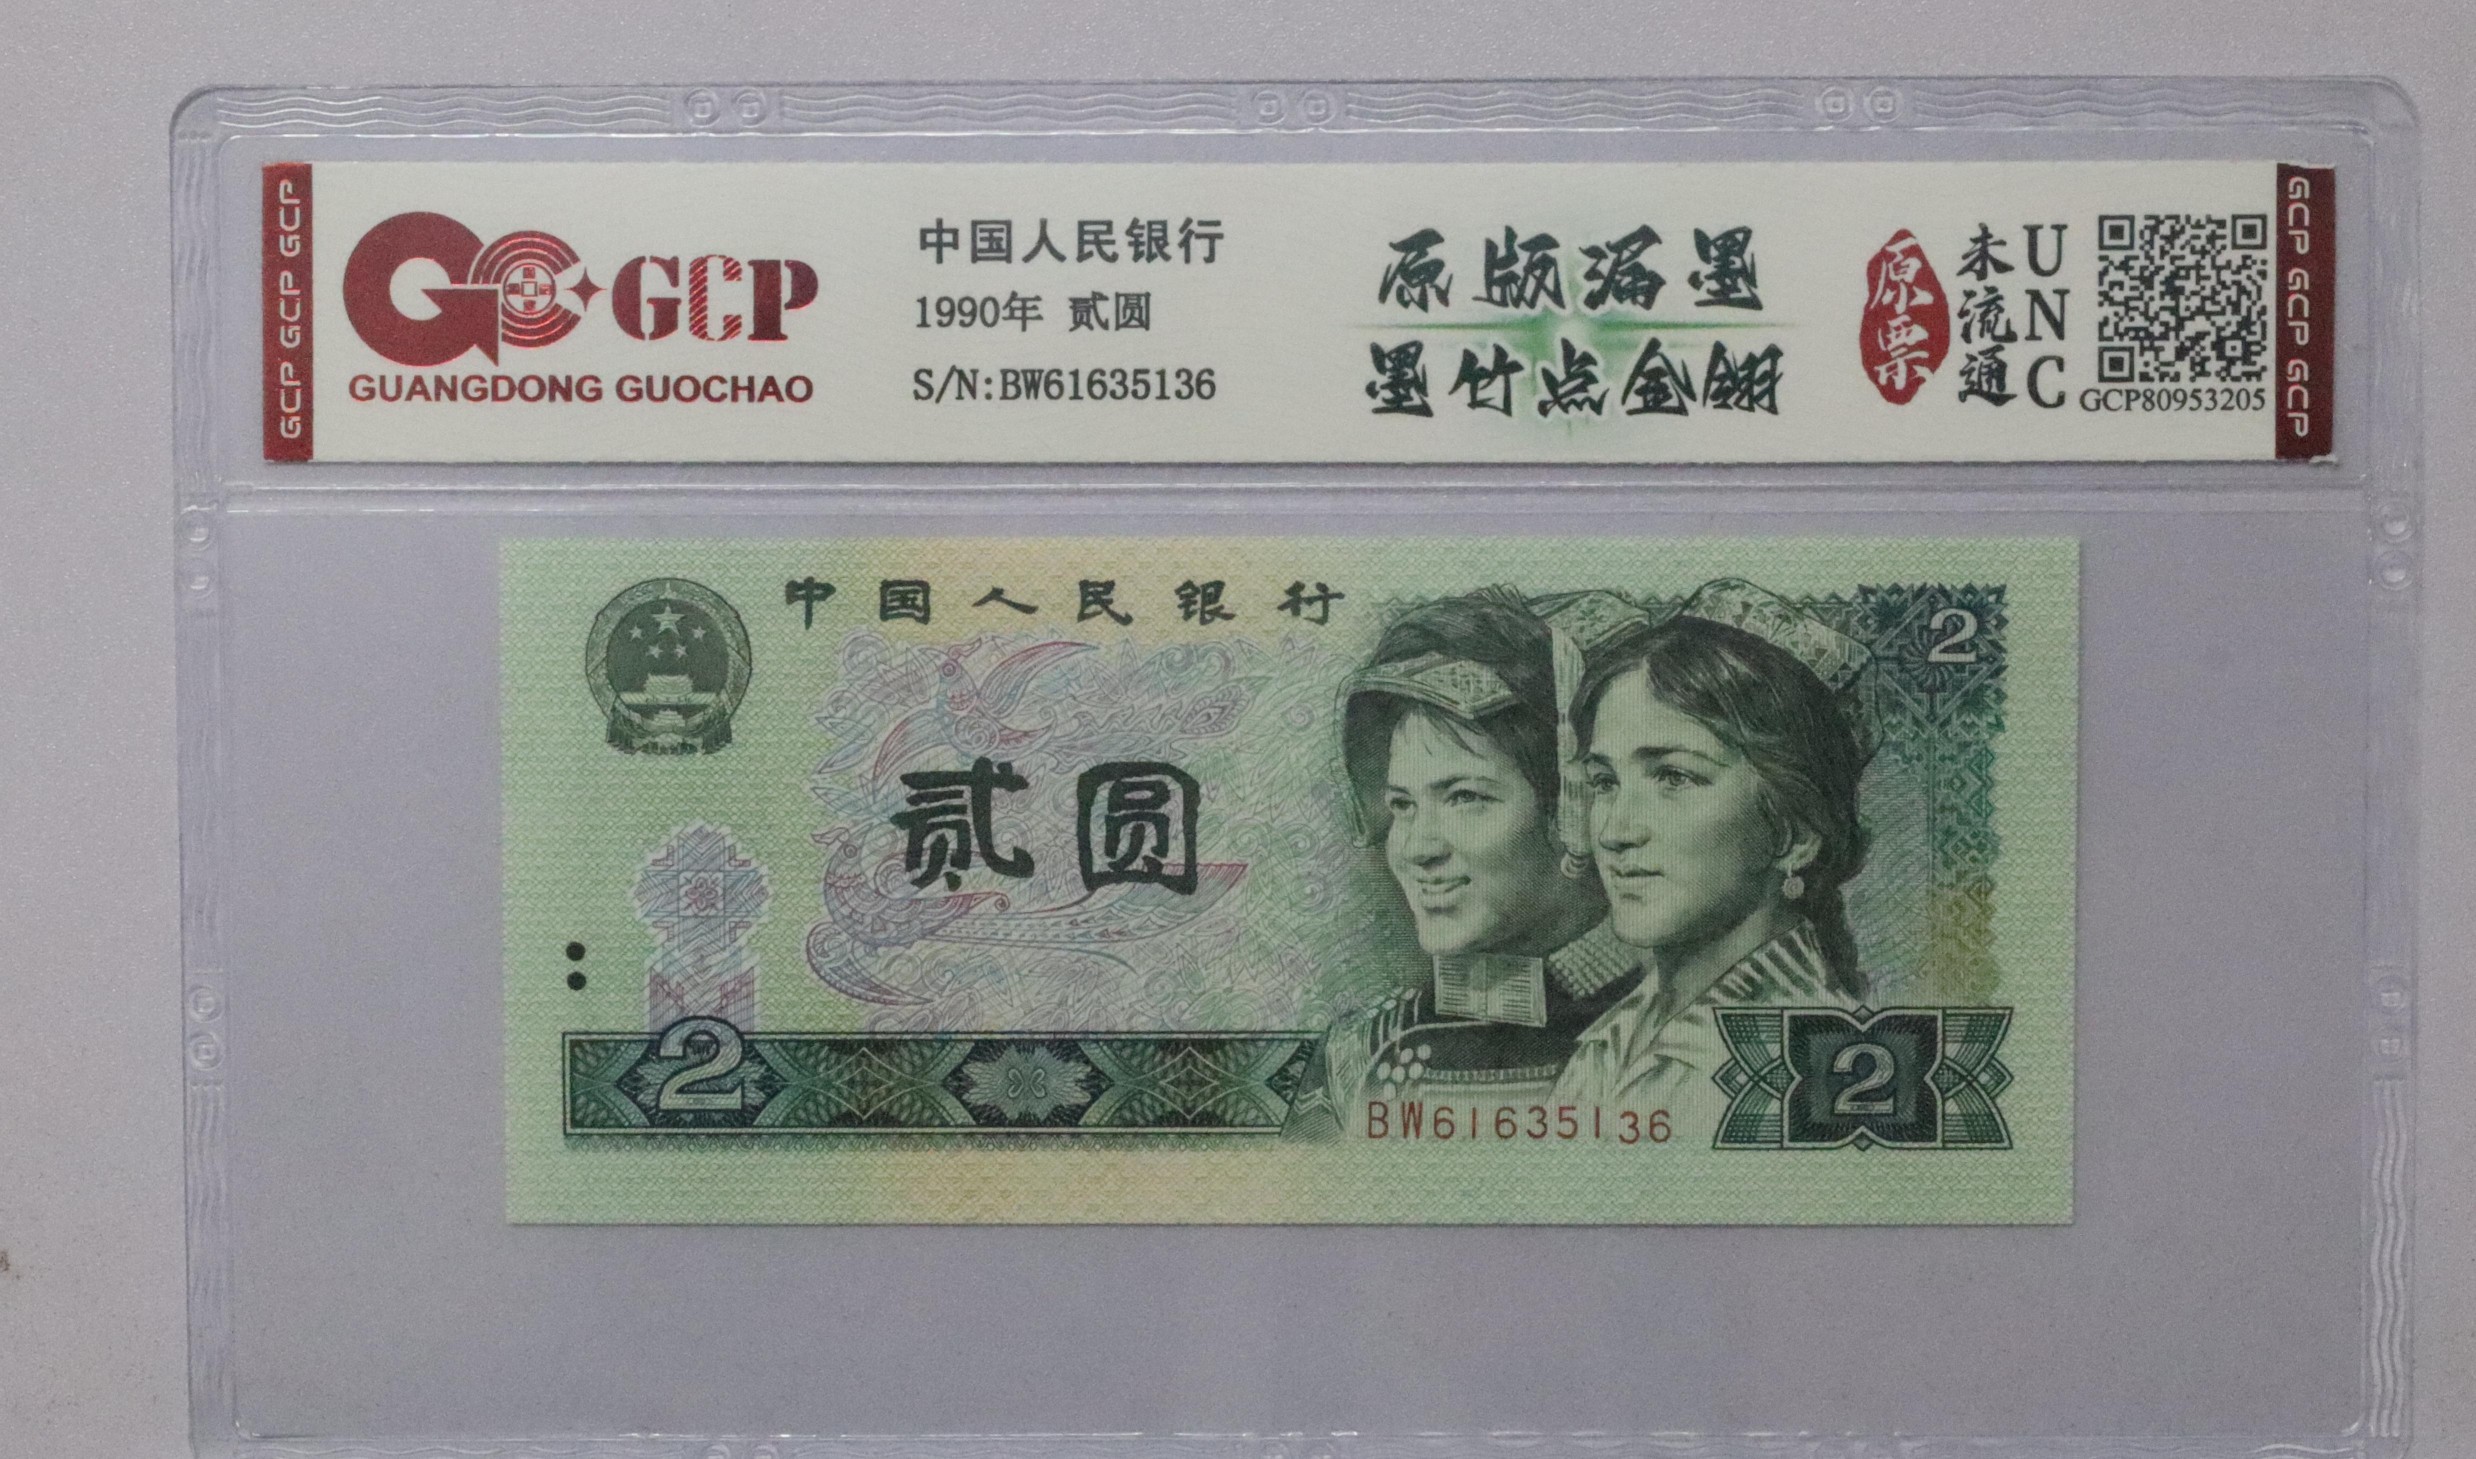 GCP GCP GCP
GCP
GUANGDONG GUOCHAO
中国人民银行
1990年 贰圆
S/N:BW61635136
原版漏墨
墨竹点金翅
原票
未流通
UNC
GCP80953205
GCP GCP GCP
中国人民银行
2
贰圆
2
BW61635136
2